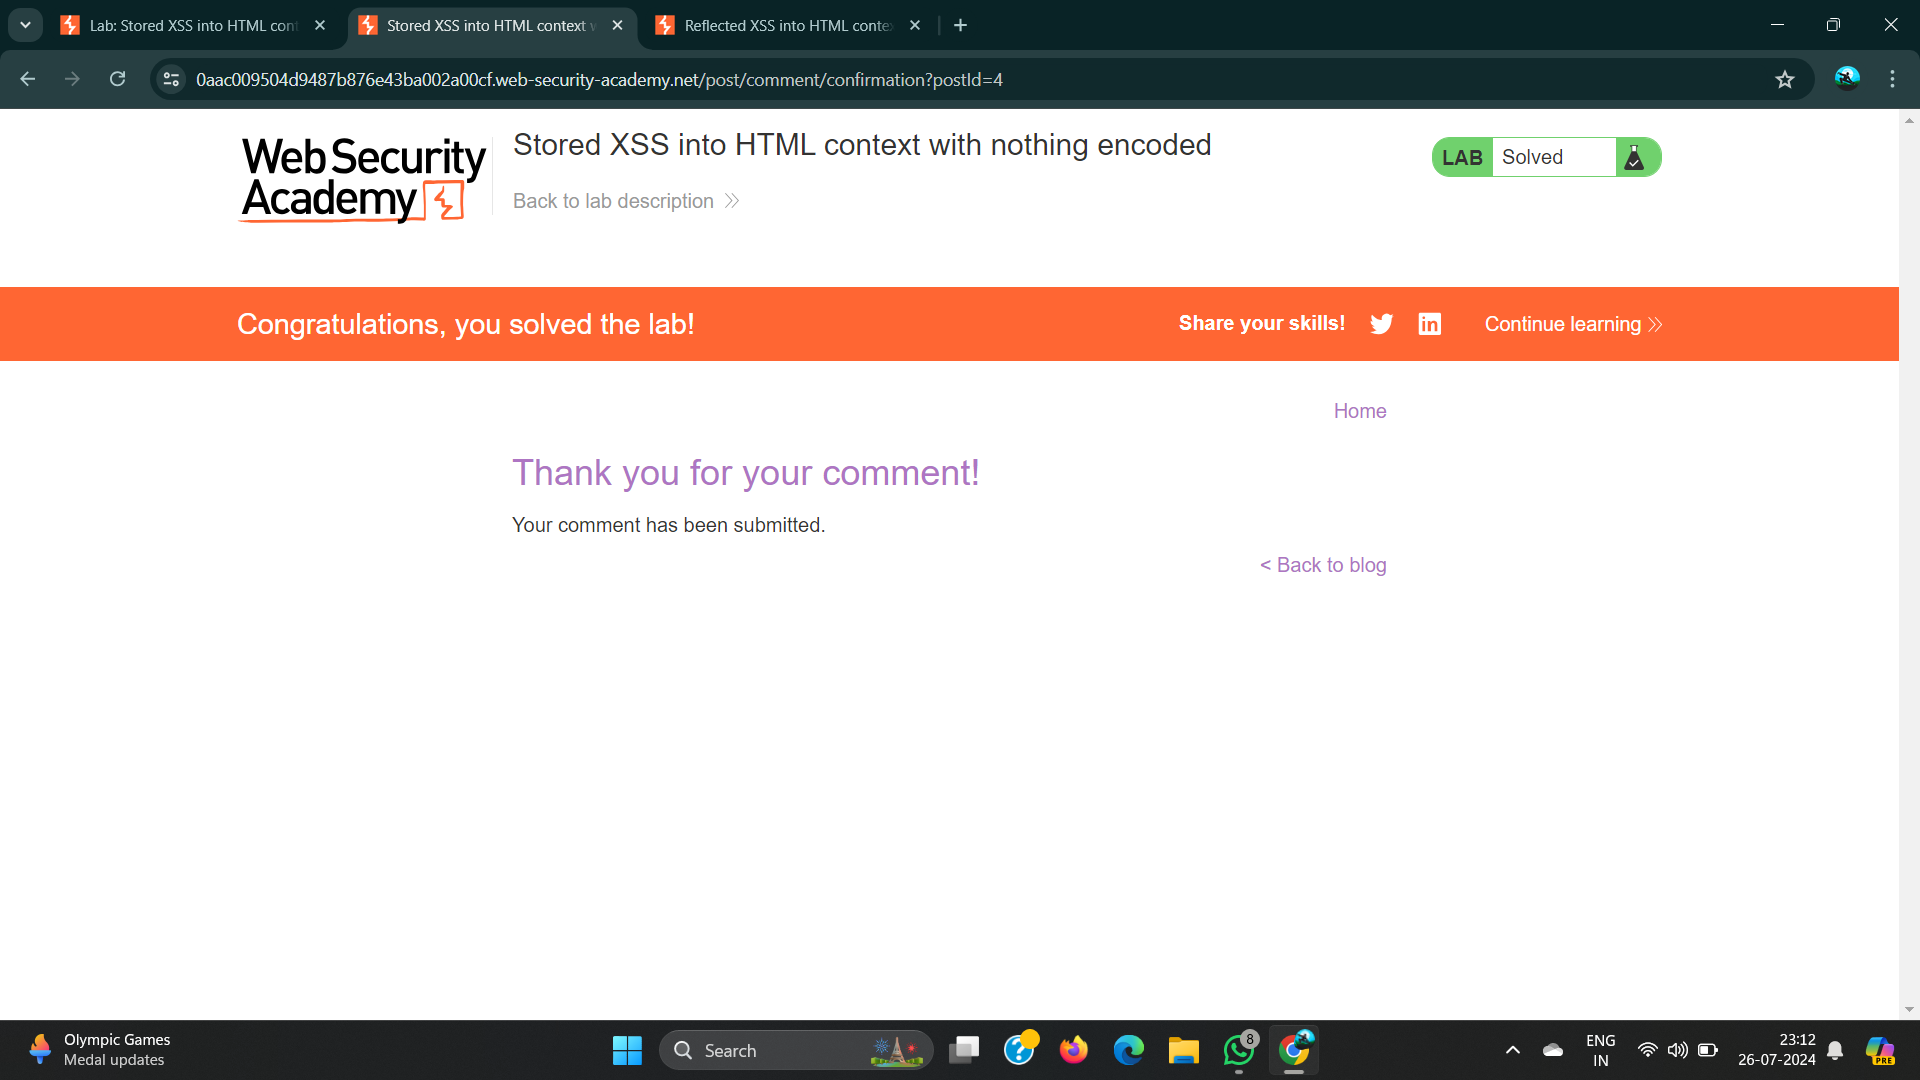 Lab: Stored XSS into HTML cont
Stored XSS into HTML context
Reflected XSS into HTML conte
0aac009504d9487b876e43ba002a00cf.web-security-academy.net/post/comment/confirmation?postId=4
Web Security
Academy
Stored XSS into HTML context with nothing encoded
Back to lab description
LAB Solved
Congratulations, you solved the lab!
Share your skills!
in
Continue learning
Home
Thank you for your comment!
Your comment has been submitted.
< Back to blog
Olympic Games
Medal updates
Search
8
ENG
IN
23:12
26-07-2024
PRE